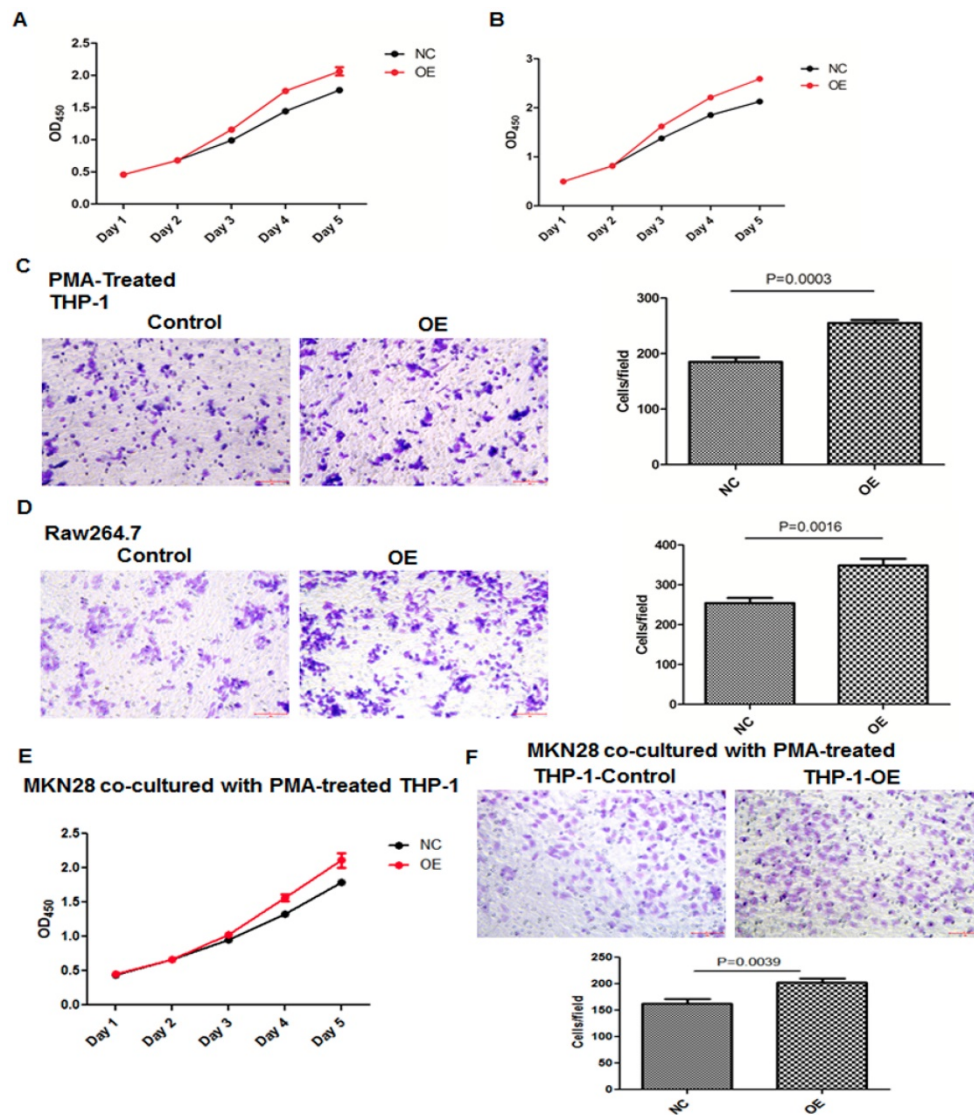 A
2.5
2.0
1.5
1.0
0.5
0.0
OD450
NC
OE
Day 1
Day 2
Day 3
Day 4
Day 5
B
3
2
1
0
OD450
NC
OE
Day 1
Day 2
Day 3
Day 4
Day 5
C
PMA-Treated
THP-1
Control
OE
P=0.0003
300
200
100
0
Cells/field
NC
OE
D
Raw264.7
Control
OE
P=0.0016
400
300
200
100
0
Cells/field
NC
OE
E
MKN28 co-cultured with PMA-treated THP-1
2.5
2.0
1.5
1.0
0.5
0.0
OD450
NC
OE
Day 1
Day 2
Day 3
Day 4
Day 5
F
MKN28 co-cultured with PMA-treated
THP-1-Control
THP-1-OE
P=0.0039
250
200
150
100
50
0
Cells/field
NC
OE